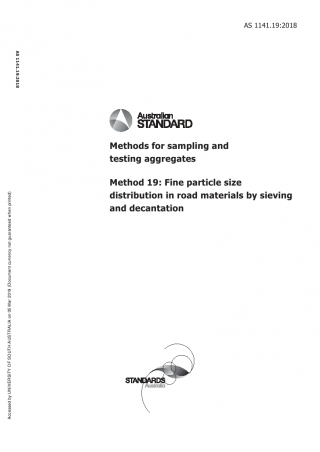 AS 1141.19:2018
AS 1141.19:2018
Australian
STANDARD
Methods for sampling and
testing aggregates
Method 19: Fine particle size
distribution in road materials by sieving
and decantation
Accessed by UNIVERSITY OF SOUTH AUSTRALIA on 05 Mar 2019 (Document currency not guaranteed when printed)
STANDARDS
Australia